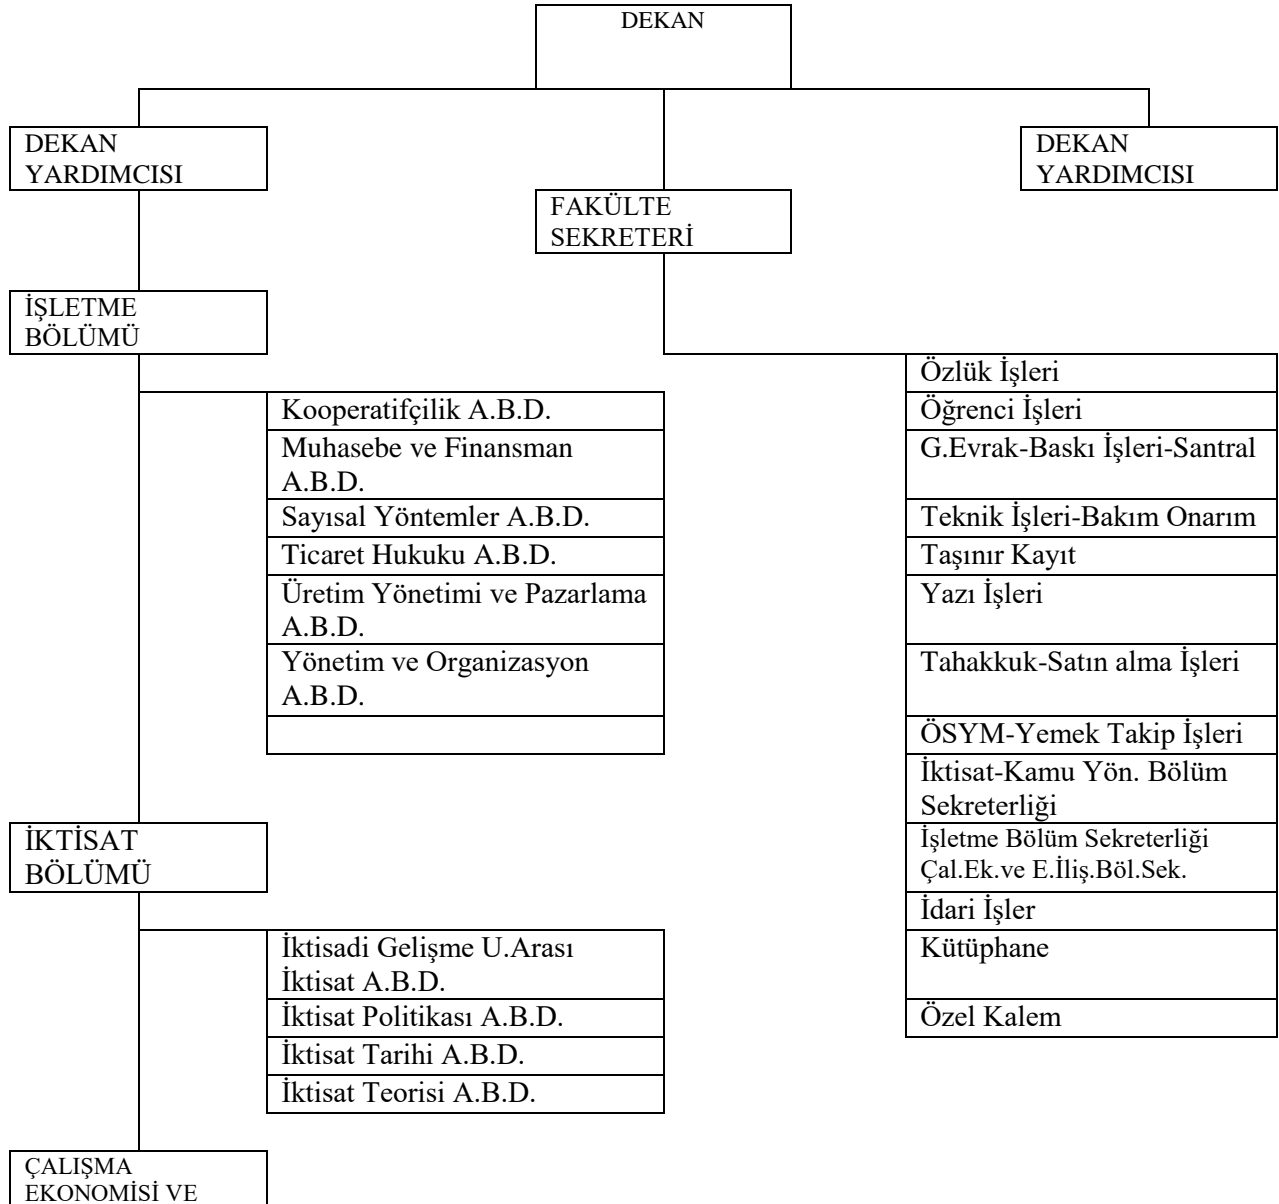 DEKAN
DEKAN
YARDIMCISI
DEKAN
YARDIMCISI
FAKÜLTE
SEKRETERİ
İŞLETME
BÖLÜMÜ
Kooperatifçilik A.B.D.
Muhasebe ve Finansman
A.B.D.
Sayısal Yöntemler A.B.D.
Ticaret Hukuku A.B.D.
Üretim Yönetimi ve Pazarlama
A.B.D.
Yönetim ve Organizasyon
A.B.D.
İKTİSAT
BÖLÜMÜ
İktisadi Gelişme U.Arası
İktisat A.B.D.
İktisat Politikası A.B.D.
İktisat Tarihi A.B.D.
İktisat Teorisi A.B.D.
ÇALIŞMA
EKONOMİSİ VE
Özlük İşleri
Öğrenci İşleri
G.Evrak-Baskı İşleri-Santral
Teknik İşleri-Bakım Onarım
Taşınır Kayıt
Yazı İşleri
Tahakkuk-Satın alma İşleri
ÖSYM-Yemek Takip İşleri
İktisat-Kamu Yön. Bölüm
Sekreterliği
İşletme Bölüm Sekreterliği
Çal.Ek.ve E.İliş.Böl.Sek.
İdari İşler
Kütüphane
Özel Kalem